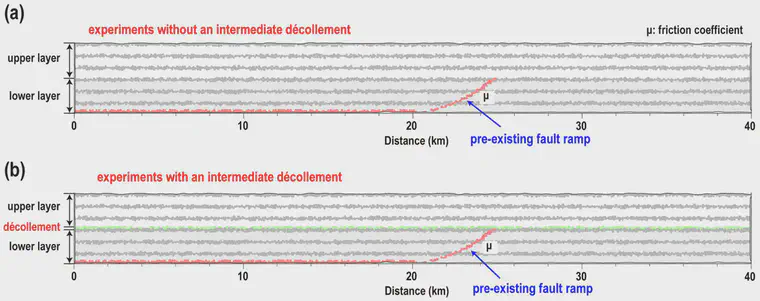 (a)
experiments without an intermediate décollement
μ: friction coefficient
upper layer
lower layer
μ
0 10 20 30 40
Distance (km)
pre-existing fault ramp
(b)
experiments with an intermediate décollement
upper layer
décollement
lower layer
μ
0 10 20 30 40
Distance (km)
pre-existing fault ramp